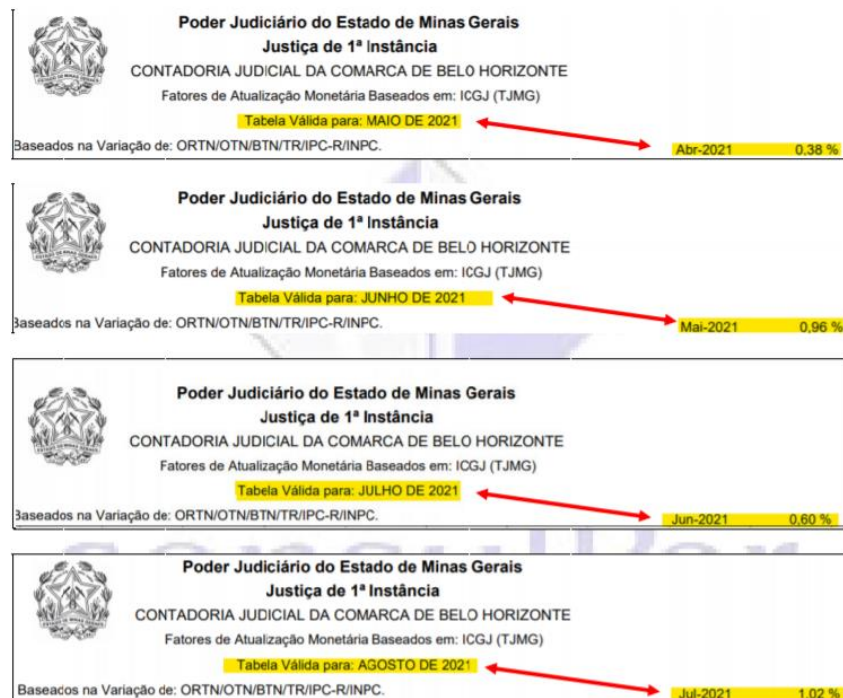 Poder Judiciário do Estado de Minas Gerais
Justiça de 1ª Instância
CONTADORIA JUDICIAL DA COMARCA DE BELO HORIZONTE
Fatores de Atualização Monetária Baseados em: ICGJ (TJMG)
Tabela Válida para: MAIO DE 2021
Baseados na Variação de: ORTN/OTN/BTN/TR/IPC-R/INPC. Abr-2021 0,38 %
Poder Judiciário do Estado de Minas Gerais
Justiça de 1ª Instância
CONTADORIA JUDICIAL DA COMARCA DE BELO HORIZONTE
Fatores de Atualização Monetária Baseados em: ICGJ (TJMG)
Tabela Válida para: JUNHO DE 2021
Baseados na Variação de: ORTN/OTN/BTN/TR/IPC-R/INPC. Mai-2021 0,96 %
Poder Judiciário do Estado de Minas Gerais
Justiça de 1ª Instância
CONTADORIA JUDICIAL DA COMARCA DE BELO HORIZONTE
Fatores de Atualização Monetária Baseados em: ICGJ (TJMG)
Tabela Válida para: JULHO DE 2021
Baseados na Variação de: ORTN/OTN/BTN/TR/IPC-R/INPC. Jun-2021 0,60 %
Poder Judiciário do Estado de Minas Gerais
Justiça de 1ª Instância
CONTADORIA JUDICIAL DA COMARCA DE BELO HORIZONTE
Fatores de Atualização Monetária Baseados em: ICGJ (TJMG)
Tabela Válida para: AGOSTO DE 2021
Baseados na Variação de: ORTN/OTN/BTN/TR/IPC-R/INPC. Jul-2021 1,02 %